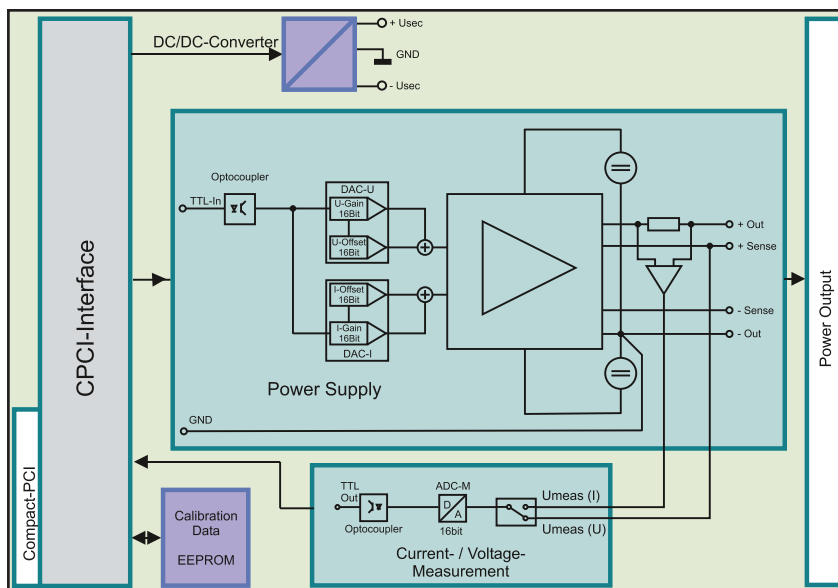 DC/DC-Converter
+ Usec
GND
- Usec
CPCI-Interface
Compact-PCI
Optocoupler
TTL-In
DAC-U
U-Gain
16Bit
U-Offset
16Bit
I-Offset
16Bit
I-Gain
16Bit
DAC-I
Power Supply
GND
+ Out
+ Sense
- Sense
- Out
Power Output
Calibration
Data
EEPROM
TTL
Out
Optocoupler
ADC-M
D
A
16bit
Umeas (I)
Umeas (U)
Current- / Voltage-
Measurement